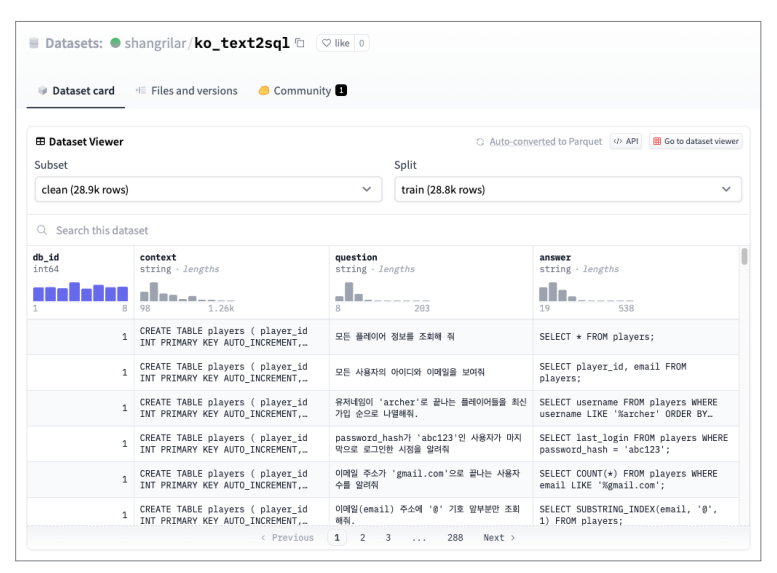 Datasets: shangrilar/ko_text2sql like 0
Dataset card Files and versions Community 1
Dataset Viewer Auto-converted to Parquet </> API Go to dataset viewer
Subset Split
clean (28.9k rows) train (28.8k rows)
Search this dataset
db_id context question answer
int64 string · lengths string · lengths string · lengths
1 8 98 1.26k 8 203 19 538
1 CREATE TABLE players ( player_id 모든 플레이어 정보를 조회해 줘 SELECT * FROM players;
INT PRIMARY KEY AUTO_INCREMENT,…
1 CREATE TABLE players ( player_id 모든 사용자의 아이디와 이메일을 보여줘 SELECT player_id, email FROM
INT PRIMARY KEY AUTO_INCREMENT,… players;
1 CREATE TABLE players ( player_id 유저네임이 'archer'로 끝나는 플레이어들을 최신 SELECT username FROM players WHERE
INT PRIMARY KEY AUTO_INCREMENT,… 가입 순으로 나열해줘. username LIKE '%archer' ORDER BY…
1 CREATE TABLE players ( player_id password_hash가 'abc123'인 사용자가 마지 SELECT last_login FROM players WHERE
INT PRIMARY KEY AUTO_INCREMENT,… 막으로 로그인한 시점을 알려줘 password_hash = 'abc123';
1 CREATE TABLE players ( player_id 이메일 주소가 'gmail.com'으로 끝나는 사용자 SELECT COUNT(*) FROM players WHERE
INT PRIMARY KEY AUTO_INCREMENT,… 수를 알려줘 email LIKE '%gmail.com';
1 CREATE TABLE players ( player_id 이메일(email) 주소에 '@' 기호 앞부분만 조회 SELECT SUBSTRING_INDEX(email, '@',
INT PRIMARY KEY AUTO_INCREMENT,… 해줘. 1) FROM players;
< Previous 1 2 3 ... 288 Next >